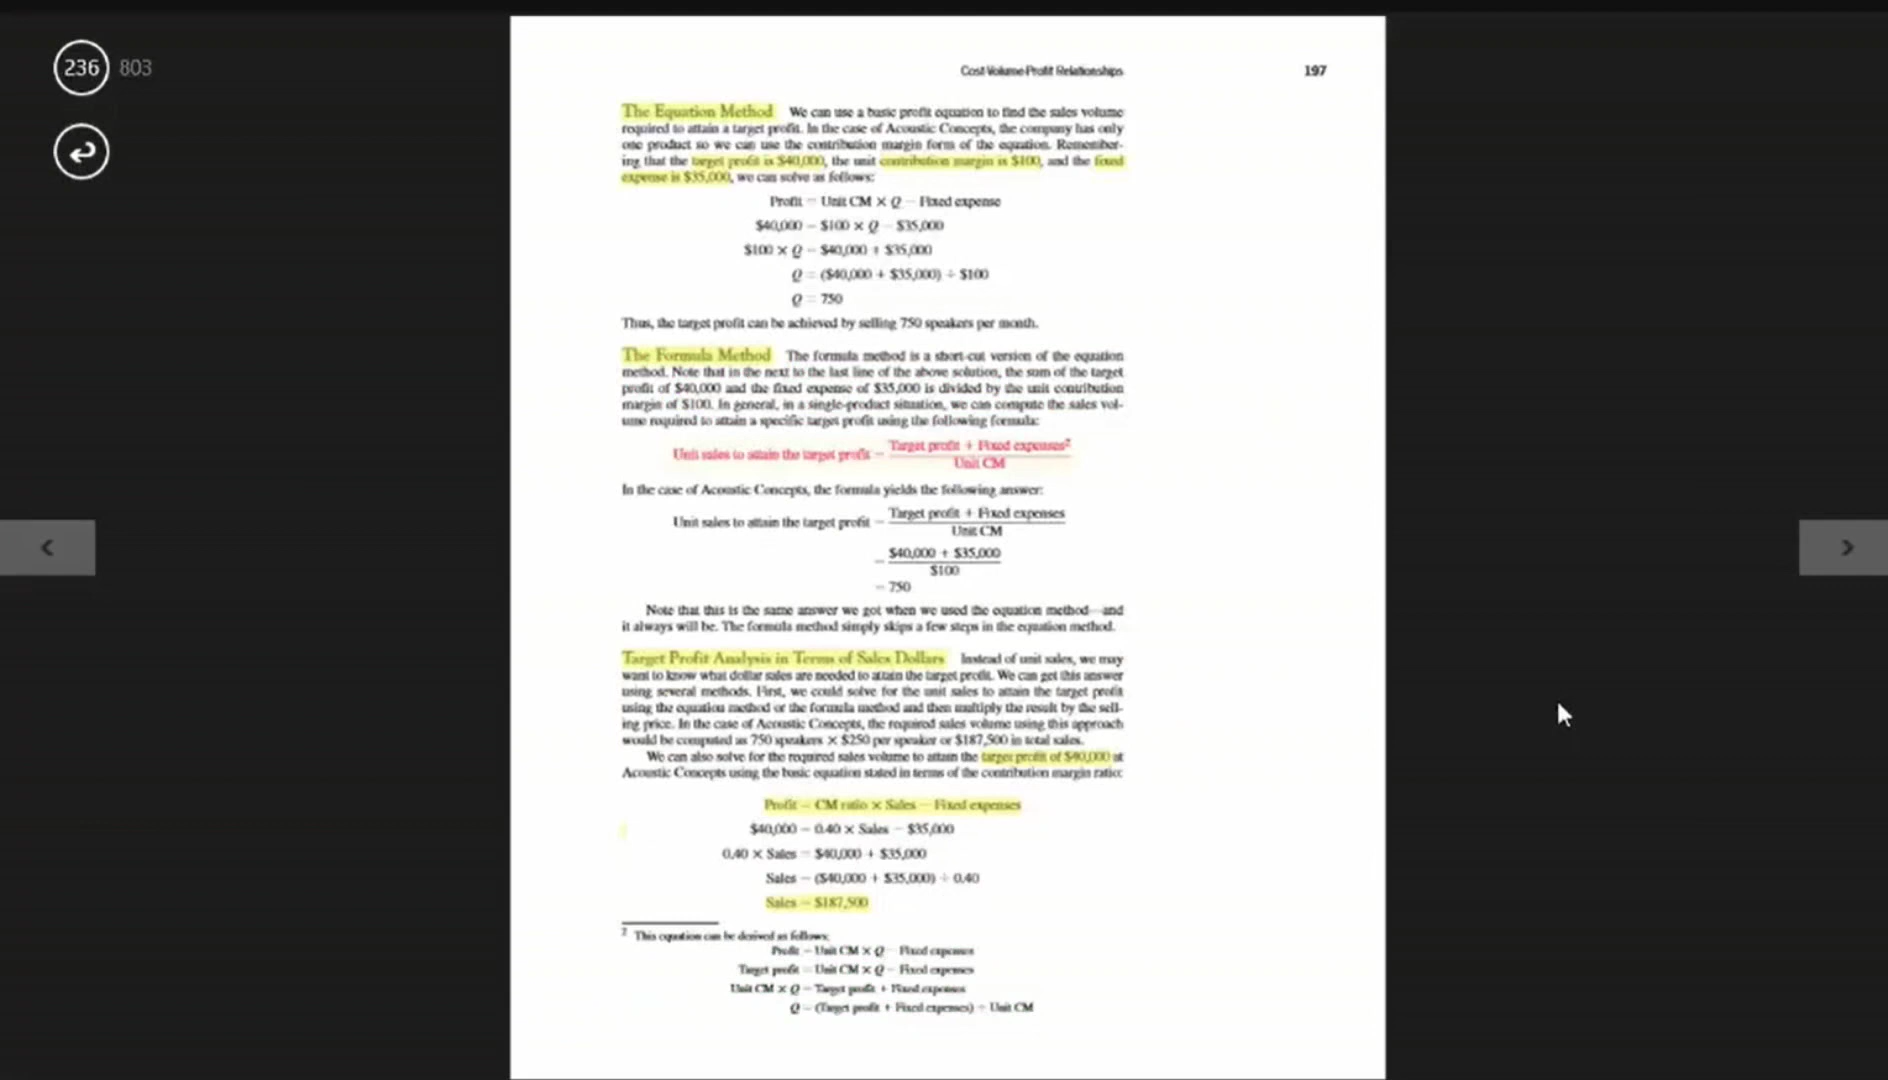 236 803
Cost-Volume-Profit Relationships 197
The Equation Method We can use a basic profit equation to find the sales volume
required to attain a target profit. In the case of Acoustic Concepts, the company has only
one product so we can use the contribution margin form of the equation. Remember-
ing that the target profit is $40,000, the unit contribution margin is $100, and the fixed
expense is $35,000, we can solve as follows:
Profit = Unit CM × Q − Fixed expense
$40,000 = $100 × Q − $35,000
$100 × Q = $40,000 + $35,000
Q = ($40,000 + $35,000) ÷ $100
Q = 750
Thus, the target profit can be achieved by selling 750 speakers per month.
The Formula Method The formula method is a short-cut version of the equation
method. Note that in the next to the last line of the above solution, the sum of the target
profit of $40,000 and the fixed expense of $35,000 is divided by the unit contribution
margin of $100. In general, in a single-product situation, we can compute the sales vol-
ume required to attain a specific target profit using the following formula:
Unit sales to attain the target profit = Target profit + Fixed expenses²
Unit CM
In the case of Acoustic Concepts, the formula yields the following answer:
Unit sales to attain the target profit = Target profit + Fixed expenses
Unit CM
= $40,000 + $35,000
$100
= 750
Note that this is the same answer we got when we used the equation method—and
it always will be. The formula method simply skips a few steps in the equation method.
Target Profit Analysis in Terms of Sales Dollars Instead of unit sales, we may
want to know what dollar sales are needed to attain the target profit. We can get this answer
using several methods. First, we could solve for the unit sales to attain the target profit
using the equation method or the formula method and then multiply the result by the sell-
ing price. In the case of Acoustic Concepts, the required sales volume using this approach
would be computed as 750 speakers × $250 per speaker or $187,500 in total sales.
We can also solve for the required sales volume to attain the target profit of $40,000 at
Acoustic Concepts using the basic equation stated in terms of the contribution margin ratio:
Profit = CM ratio × Sales − Fixed expenses
$40,000 = 0.40 × Sales − $35,000
0.40 × Sales = $40,000 + $35,000
Sales = ($40,000 + $35,000) ÷ 0.40
Sales = $187,500
² This equation can be derived as follows:
Profit = Unit CM × Q − Fixed expenses
Target profit = Unit CM × Q − Fixed expenses
Unit CM × Q = Target profit + Fixed expenses
Q = (Target profit + Fixed expenses) ÷ Unit CM